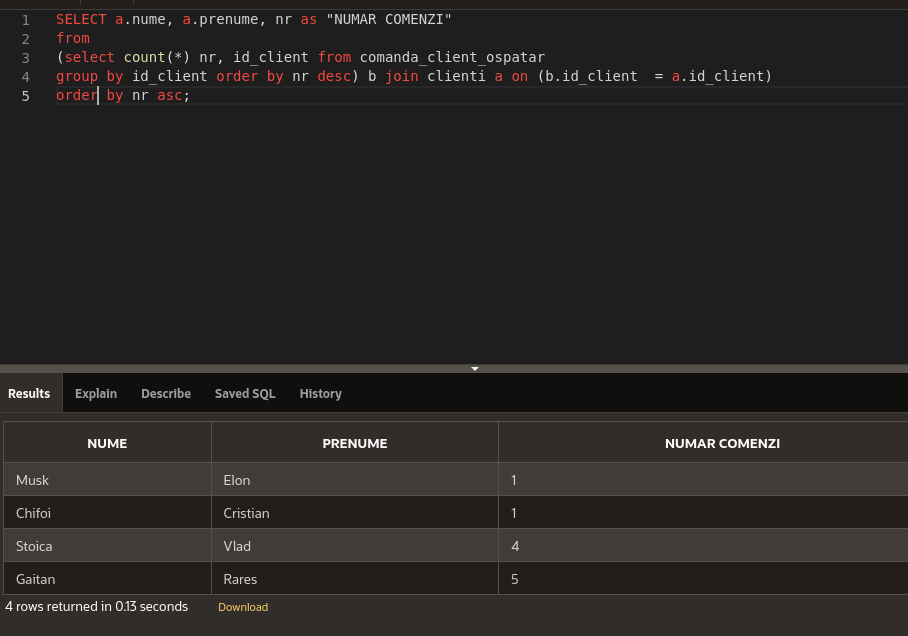 1 SELECT a.nume, a.prenume, nr as "NUMAR COMENZI"
2 from
3 (select count(*) nr, id_client from comanda_client_ospatar
4 group by id_client order by nr desc) b join clienti a on (b.id_client  = a.id_client)
5 order by nr asc;
Results Explain Describe Saved SQL History
NUME PRENUME NUMAR COMENZI
Musk Elon 1
Chifoi Cristian 1
Stoica Vlad 4
Gaitan Rares 5
4 rows returned in 0.13 seconds Download